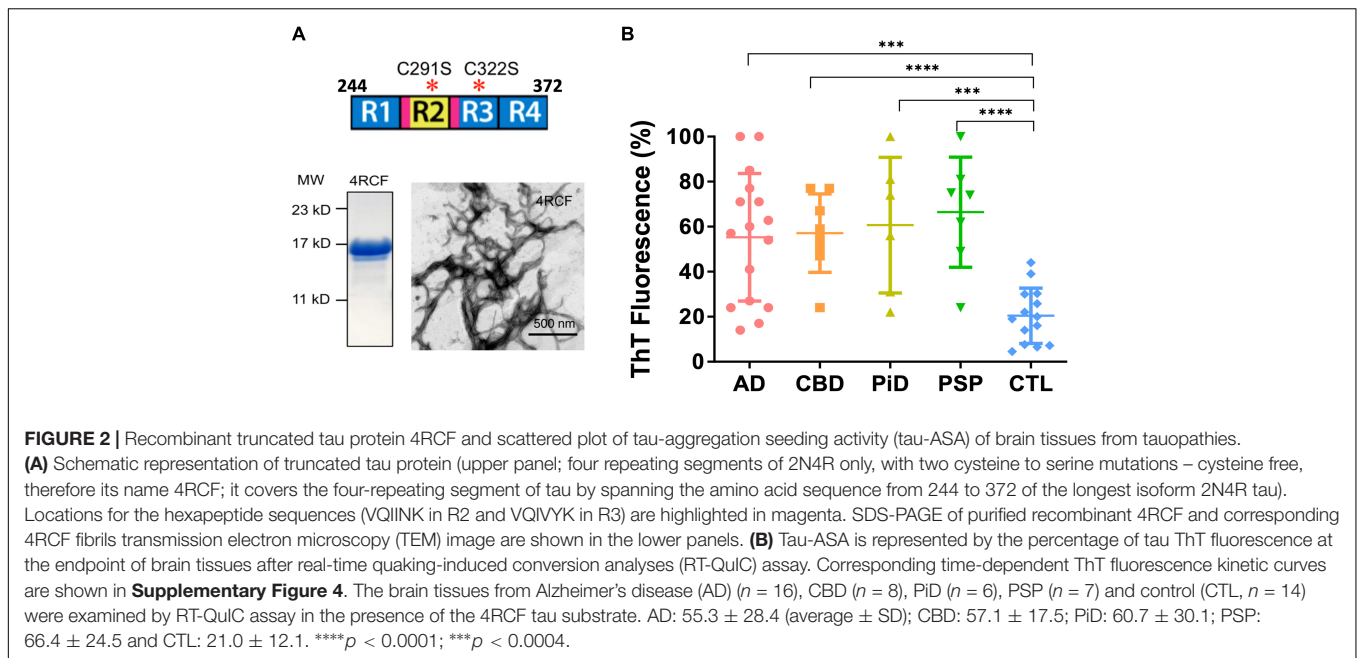 A
C291S C322S
* *
244 372
R1 R2 R3 R4
MW 4RCF
23 kD
17 kD
11 kD
4RCF
500 nm
B
***
****
***
****
ThT Fluorescence (%)
100
80
60
40
20
0
AD CBD PiD PSP CTL
FIGURE 2 | Recombinant truncated tau protein 4RCF and scattered plot of tau-aggregation seeding activity (tau-ASA) of brain tissues from tauopathies.
(A) Schematic representation of truncated tau protein (upper panel; four repeating segments of 2N4R only, with two cysteine to serine mutations – cysteine free,
therefore its name 4RCF; it covers the four-repeating segment of tau by spanning the amino acid sequence from 244 to 372 of the longest isoform 2N4R tau).
Locations for the hexapeptide sequences (VQIINK in R2 and VQIVYK in R3) are highlighted in magenta. SDS-PAGE of purified recombinant 4RCF and corresponding
4RCF fibrils transmission electron microscopy (TEM) image are shown in the lower panels. (B) Tau-ASA is represented by the percentage of tau ThT fluorescence at
the endpoint of brain tissues after real-time quaking-induced conversion analyses (RT-QuIC) assay. Corresponding time-dependent ThT fluorescence kinetic curves
are shown in Supplementary Figure 4. The brain tissues from Alzheimer's disease (AD) (n = 16), CBD (n = 8), PiD (n = 6), PSP (n = 7) and control (CTL, n = 14)
were examined by RT-QuIC assay in the presence of the 4RCF tau substrate. AD: 55.3 ± 28.4 (average ± SD); CBD: 57.1 ± 17.5; PiD: 60.7 ± 30.1; PSP:
66.4 ± 24.5 and CTL: 21.0 ± 12.1. ****p < 0.0001; ***p < 0.0004.